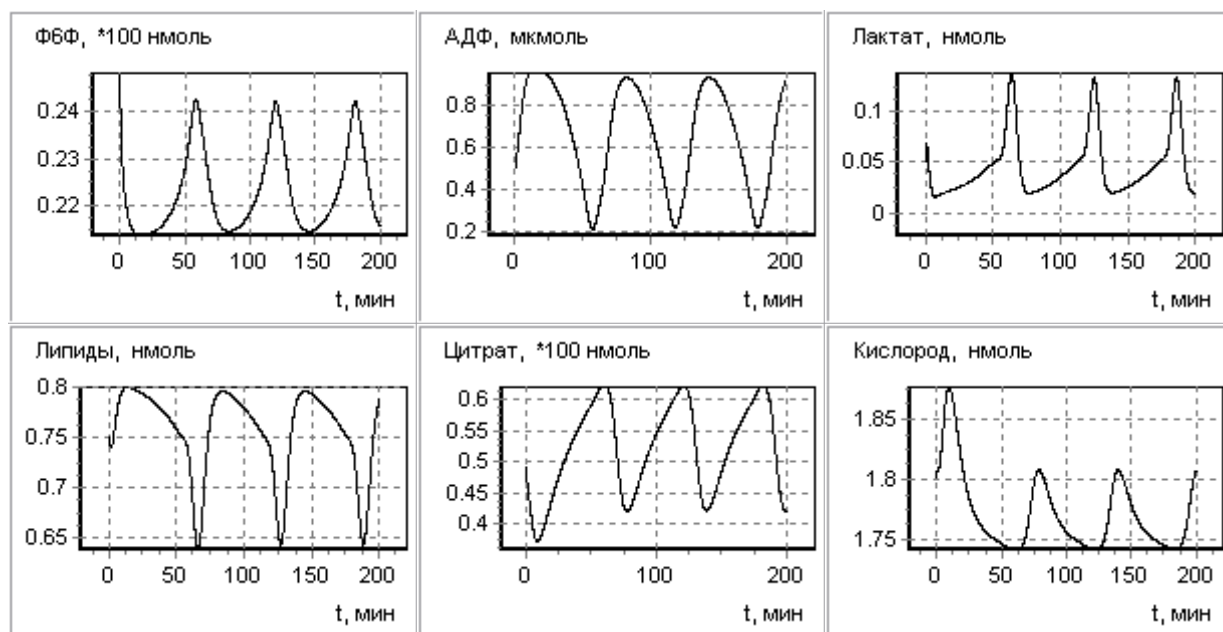 Ф6Ф, *100 нмоль
0.24
0.23
0.22
0 50 100 150 200
t, мин
АДФ, мкмоль
0.8
0.6
0.4
0.2
0 100 200
t, мин
Лактат, нмоль
0.1
0.05
0
0 50 100 150 200
t, мин
Липиды, нмоль
0.8
0.75
0.7
0.65
0 50 100 150 200
t, мин
Цитрат, *100 нмоль
0.6
0.55
0.5
0.45
0.4
0 100 200
t, мин
Кислород, нмоль
1.85
1.8
1.75
0 50 100 150 200
t, мин